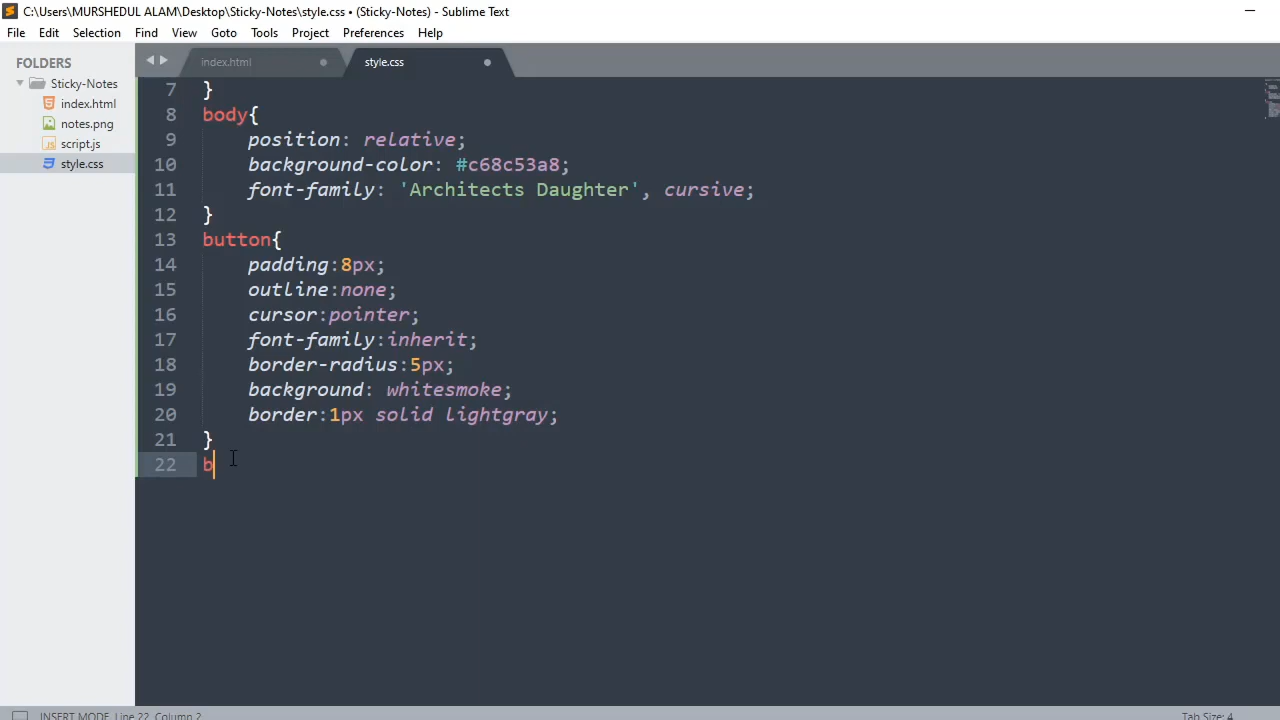 C:\Users\MURSHEDUL ALAM\Desktop\Sticky-Notes\style.css • (Sticky-Notes) - Sublime Text
File Edit Selection Find View Goto Tools Project Preferences Help
FOLDERS
Sticky-Notes
index.html
notes.png
script.js
style.css
index.html style.css
7 }
8 body{
9 position: relative;
10 background-color: #c68c53a8;
11 font-family: 'Architects Daughter', cursive;
12 }
13 button{
14 padding:8px;
15 outline:none;
16 cursor:pointer;
17 font-family:inherit;
18 border-radius:5px;
19 background: whitesmoke;
20 border:1px solid lightgray;
21 }
22 b
INSERT MODE, Line 22, Column 2 Tab Size: 4